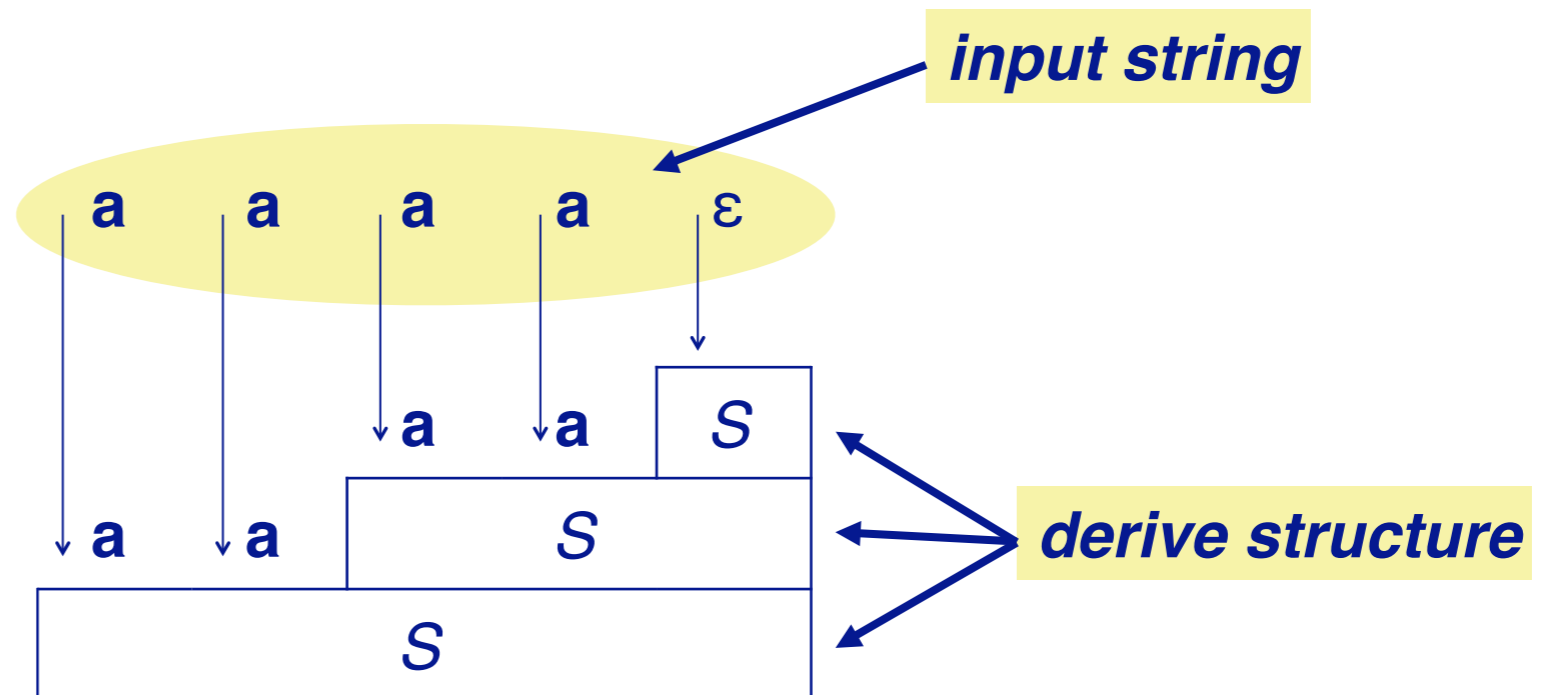 input string
a a a a ε
a a S
a a S
derive structure
S